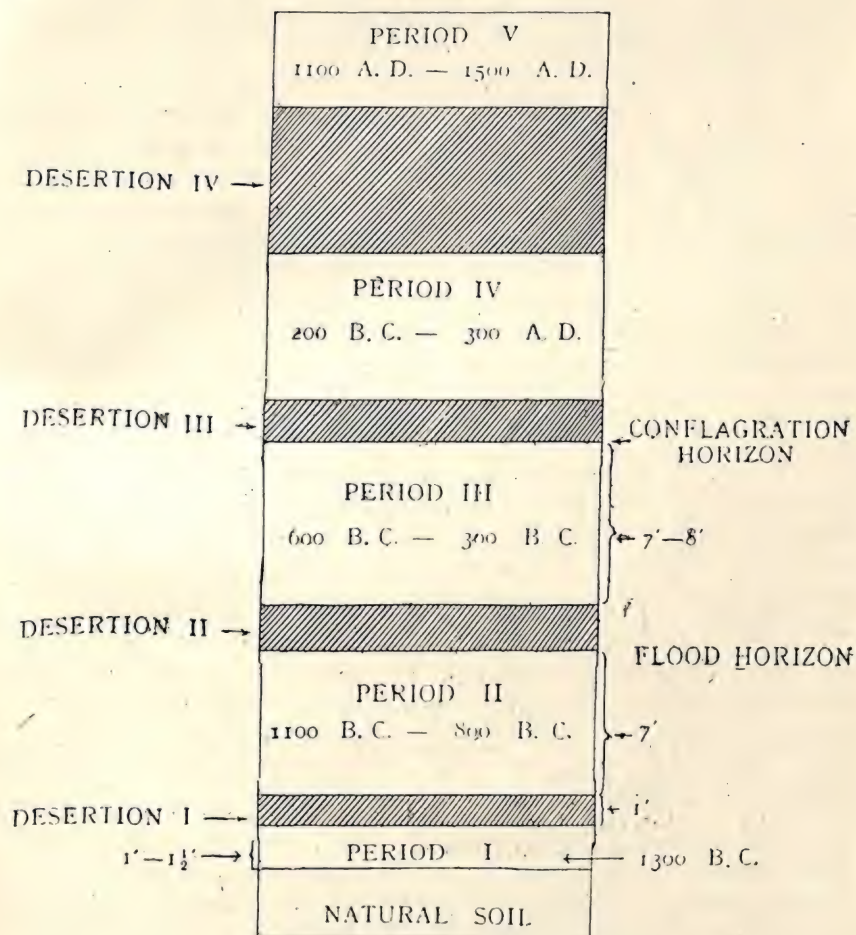 PERIOD V
1100 A. D. — 1500 A. D.
DESERTION IV →
PERIOD IV
200 B. C. — 300 A. D.
DESERTION III →
← CONFLAGRATION
HORIZON
PERIOD III
600 B. C. — 300 B. C.
← 7'—8'
DESERTION II →
FLOOD HORIZON
PERIOD II
1100 B. C. — 800 B. C.
← 7'
DESERTION I →
← 1'
1'—1½' →
PERIOD I
← 1300 B. C.
NATURAL SOIL